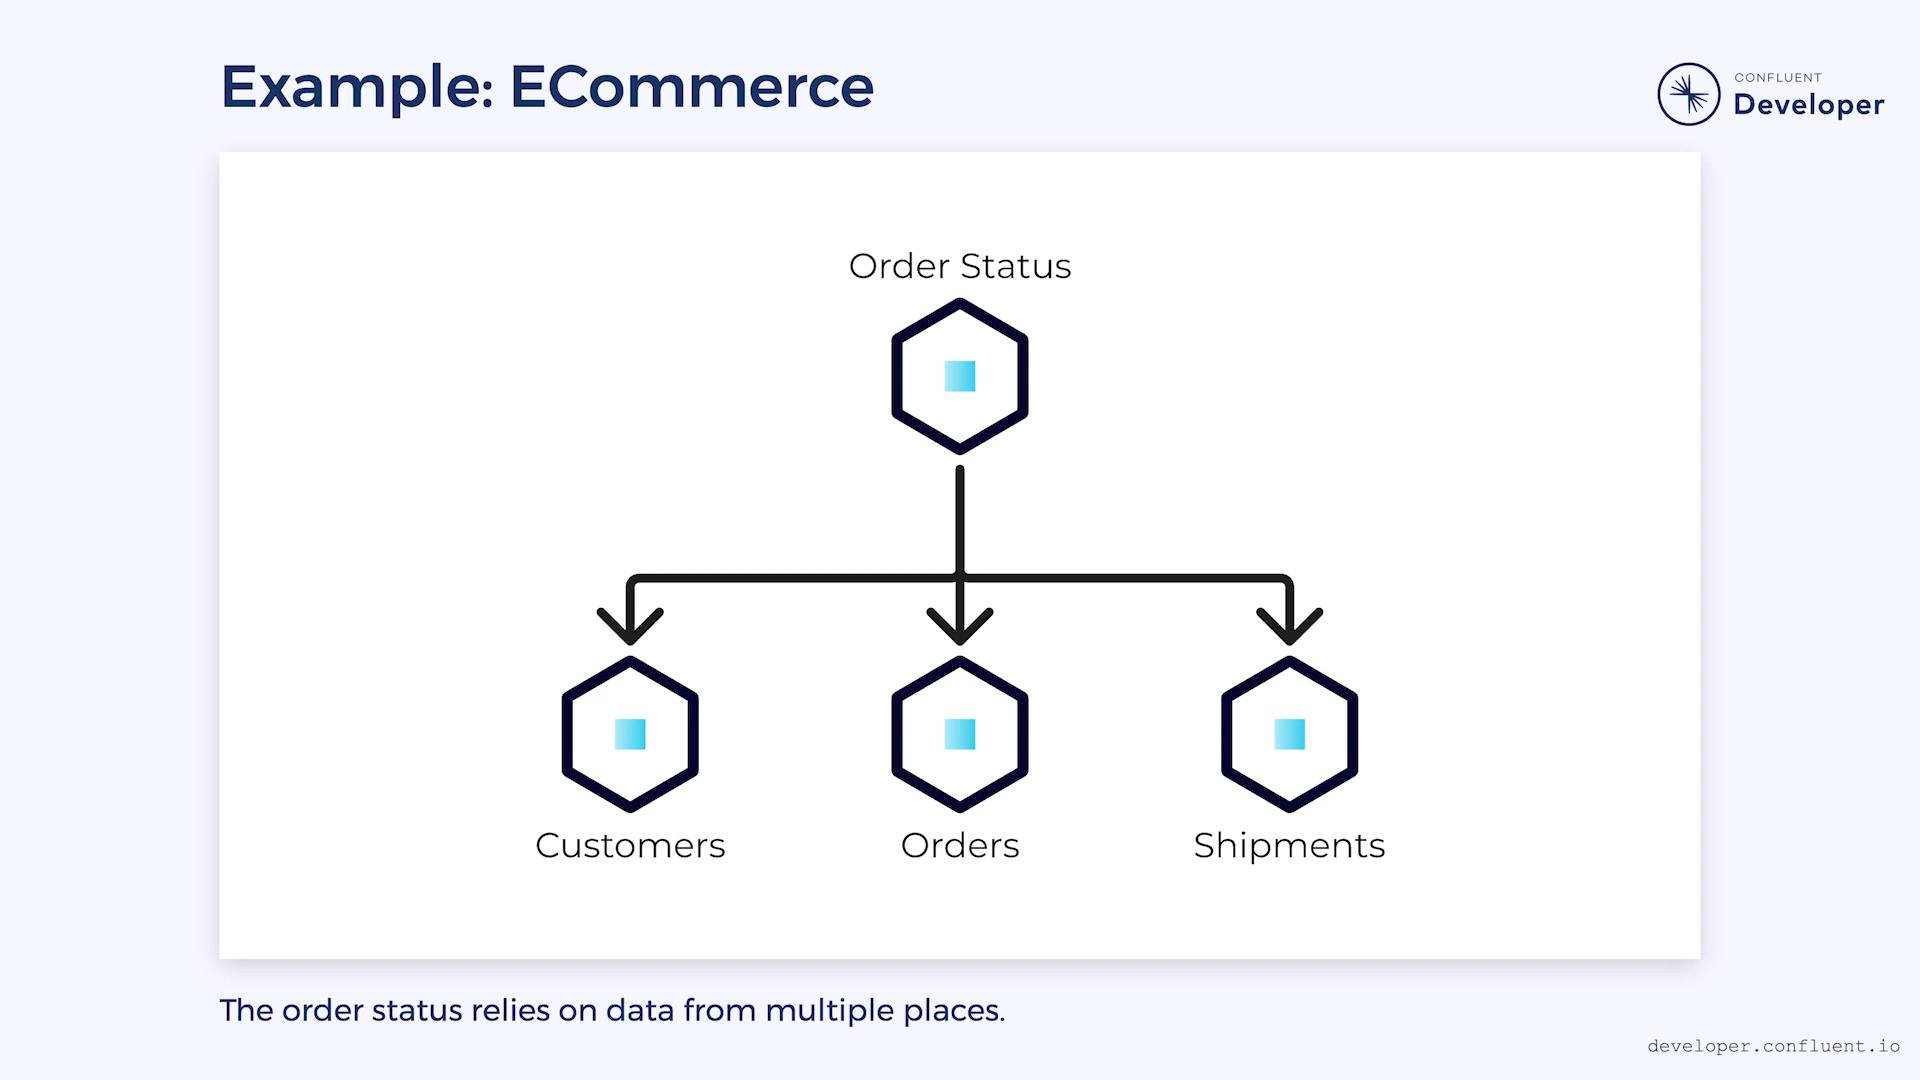 Example: ECommerce
CONFLUENT
Developer
Order Status
Customers
Orders
Shipments
The order status relies on data from multiple places.
developer.confluent.io